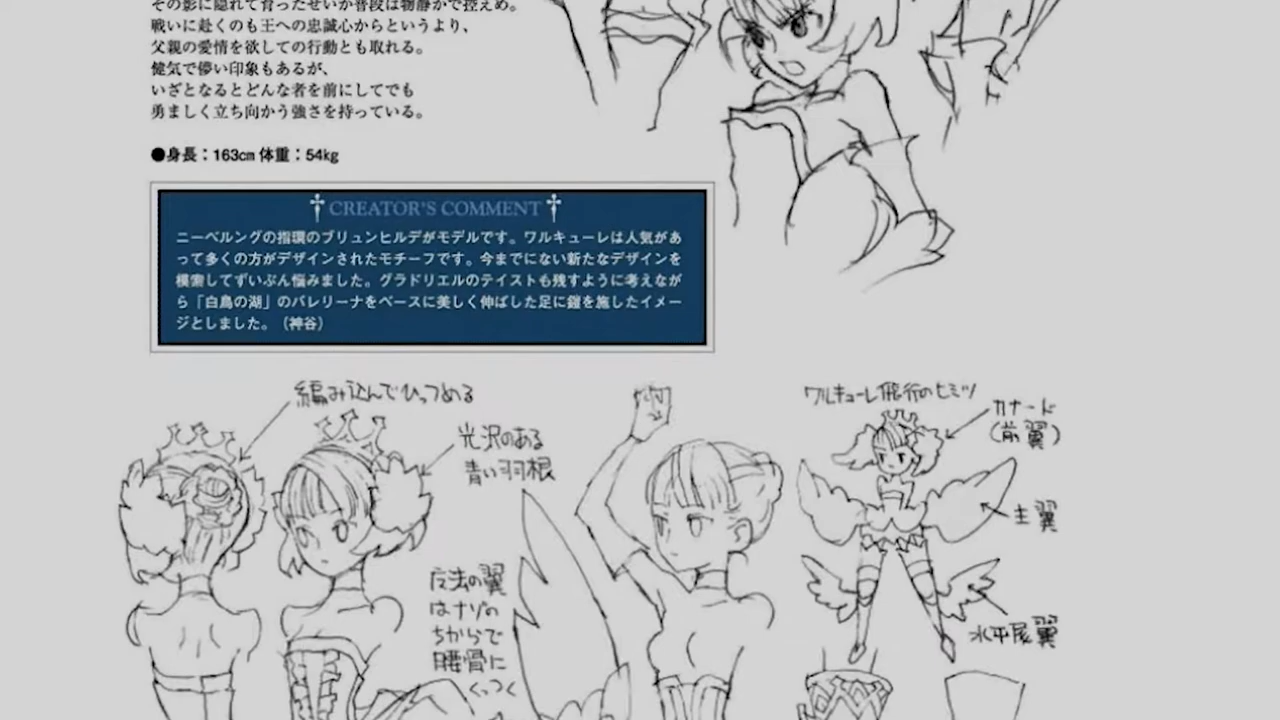 その影に隠れて育ったせいか普段は物静かで控えめ。
戦いに赴くのも王への忠誠心からというより、
父親の愛情を欲しての行動とも取れる。
健気で儚い印象もあるが、
いざとなるとどんな者を前にしてでも
勇ましく立ち向かう強さを持っている。
●身長：163cm 体重：54kg
CREATOR'S COMMENT
ニーベルングの指環のブリュンヒルデがモデルです。ワルキューレは人気があ
って多くの方がデザインされたモチーフです。今までにない新たなデザインを
模索してずいぶん悩みました。グラドリエルのテイストも残すように考えなが
ら「白鳥の湖」のバレリーナをベースに美しく伸ばした足に鎧を施したイメー
ジとしました。（神谷）
編み込んでひっつめる
光沢のある
青い羽根
魔法の翼
はナゾの
ちからで
腰骨に
くっつく
ワルキューレ飛行のヒミツ
カナード
(前翼)
主翼
水平尾翼